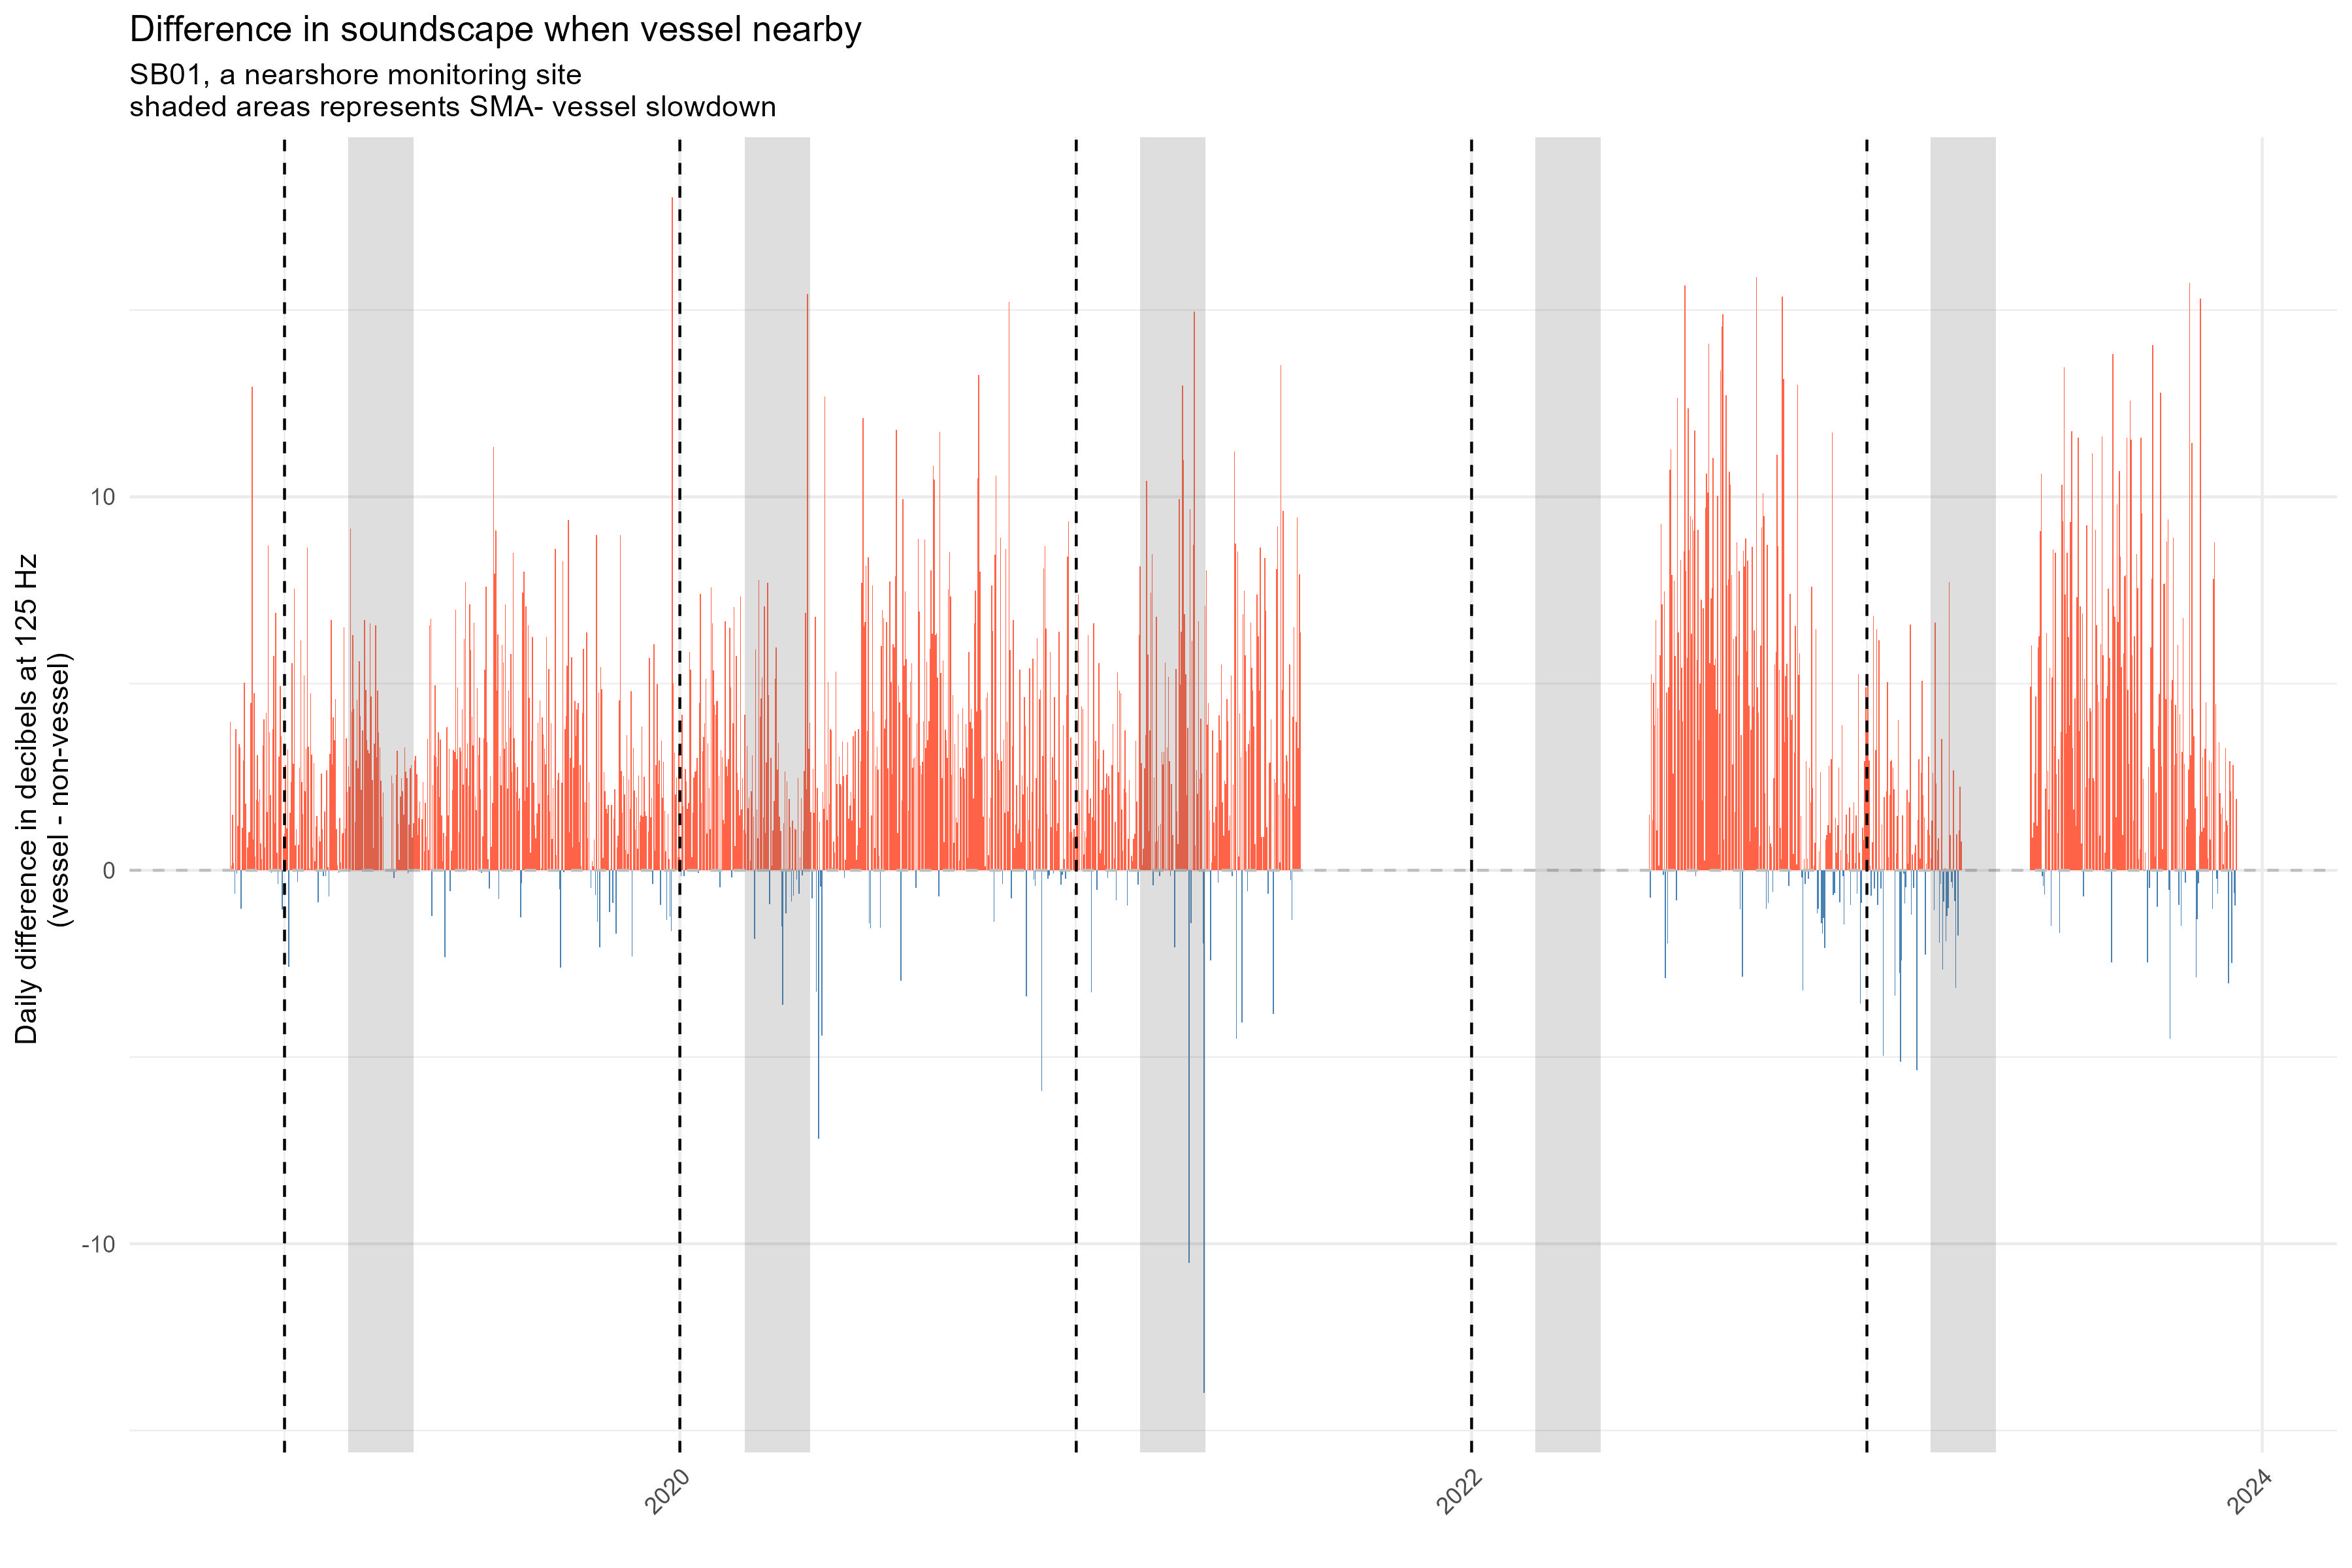 Difference in soundscape when vessel nearby
SB01, a nearshore monitoring site
shaded areas represents SMA- vessel slowdown
Daily difference in decibels at 125 Hz
(vessel - non-vessel)
10
0
-10
2020
2022
2024